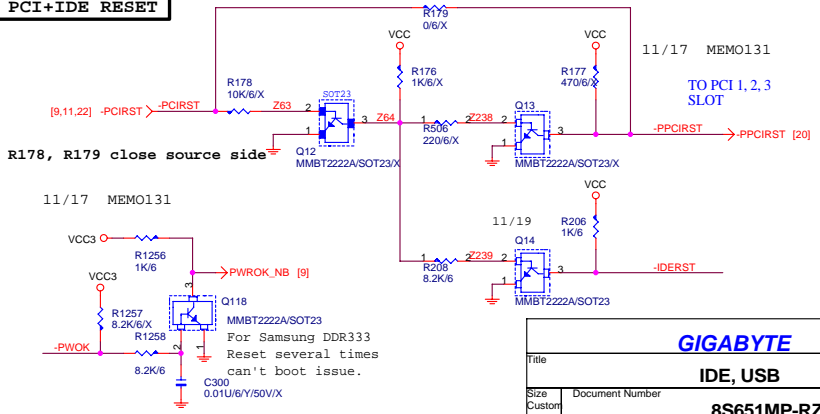 PCI+IDE RESET
R179
0/6/X
VCC
VCC
11/17 MEMO131
R178
10K/6/X
R176
1K/6/X
R177
470/6/X
TO PCI 1, 2, 3
SLOT
[9,11,22] -PCIRST
-PCIRST
Z63
2
SOT23
3
Z64
1
1
R506
220/6/X
2
Z238
2
Q13
3
1
-PPCIRST
-PPCIRST [20]
Q12
MMBT2222A/SOT23/X
MMBT2222A/SOT23/X
R178, R179 close source side
VCC
11/17 MEMO131
11/19
R206
1K/6
VCC3
R1256
1K/6
Q14
1
R208
8.2K/6
2
Z239
2
3
1
-IDERST
MMBT2222A/SOT23
PWROK_NB [9]
VCC3
3
Q118
MMBT2222A/SOT23
R1257
8.2K/6/X
-PWOK
R1258
8.2K/6
2
1
For Samsung DDR333
Reset several times
can't boot issue.
C300
0.01U/6/Y/50V/X
GIGABYTE
Title
IDE, USB
Size
Custom
Document Number
8S651MP-RZ